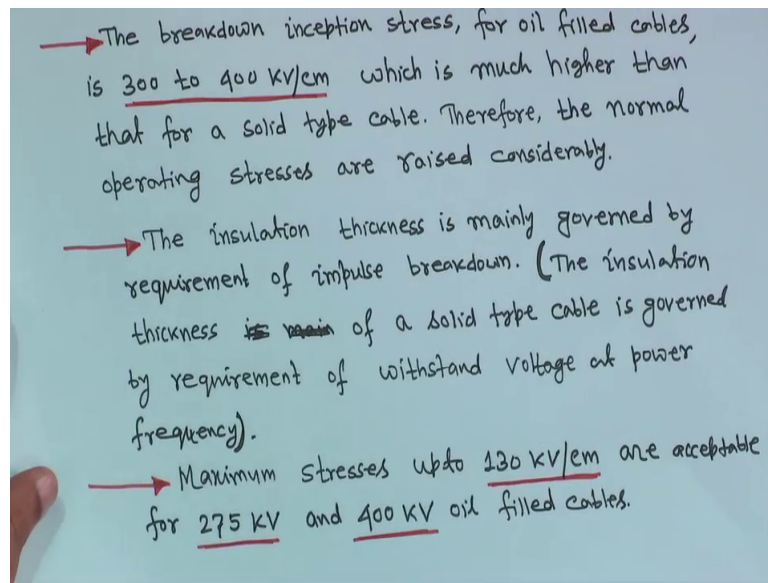 The breakdown inception stress, for oil filled cables,
is 300 to 400 KV/cm which is much higher than
that for a solid type cable. Therefore, the normal
operating stresses are raised considerably.
The insulation thickness is mainly governed by
requirement of impulse breakdown. (The insulation
thickness is main of a solid type cable is governed
by requirement of withstand voltage at power
frequency).
Maximum stresses upto 130 KV/cm are acceptable
for 275 KV and 400 KV oil filled cables.